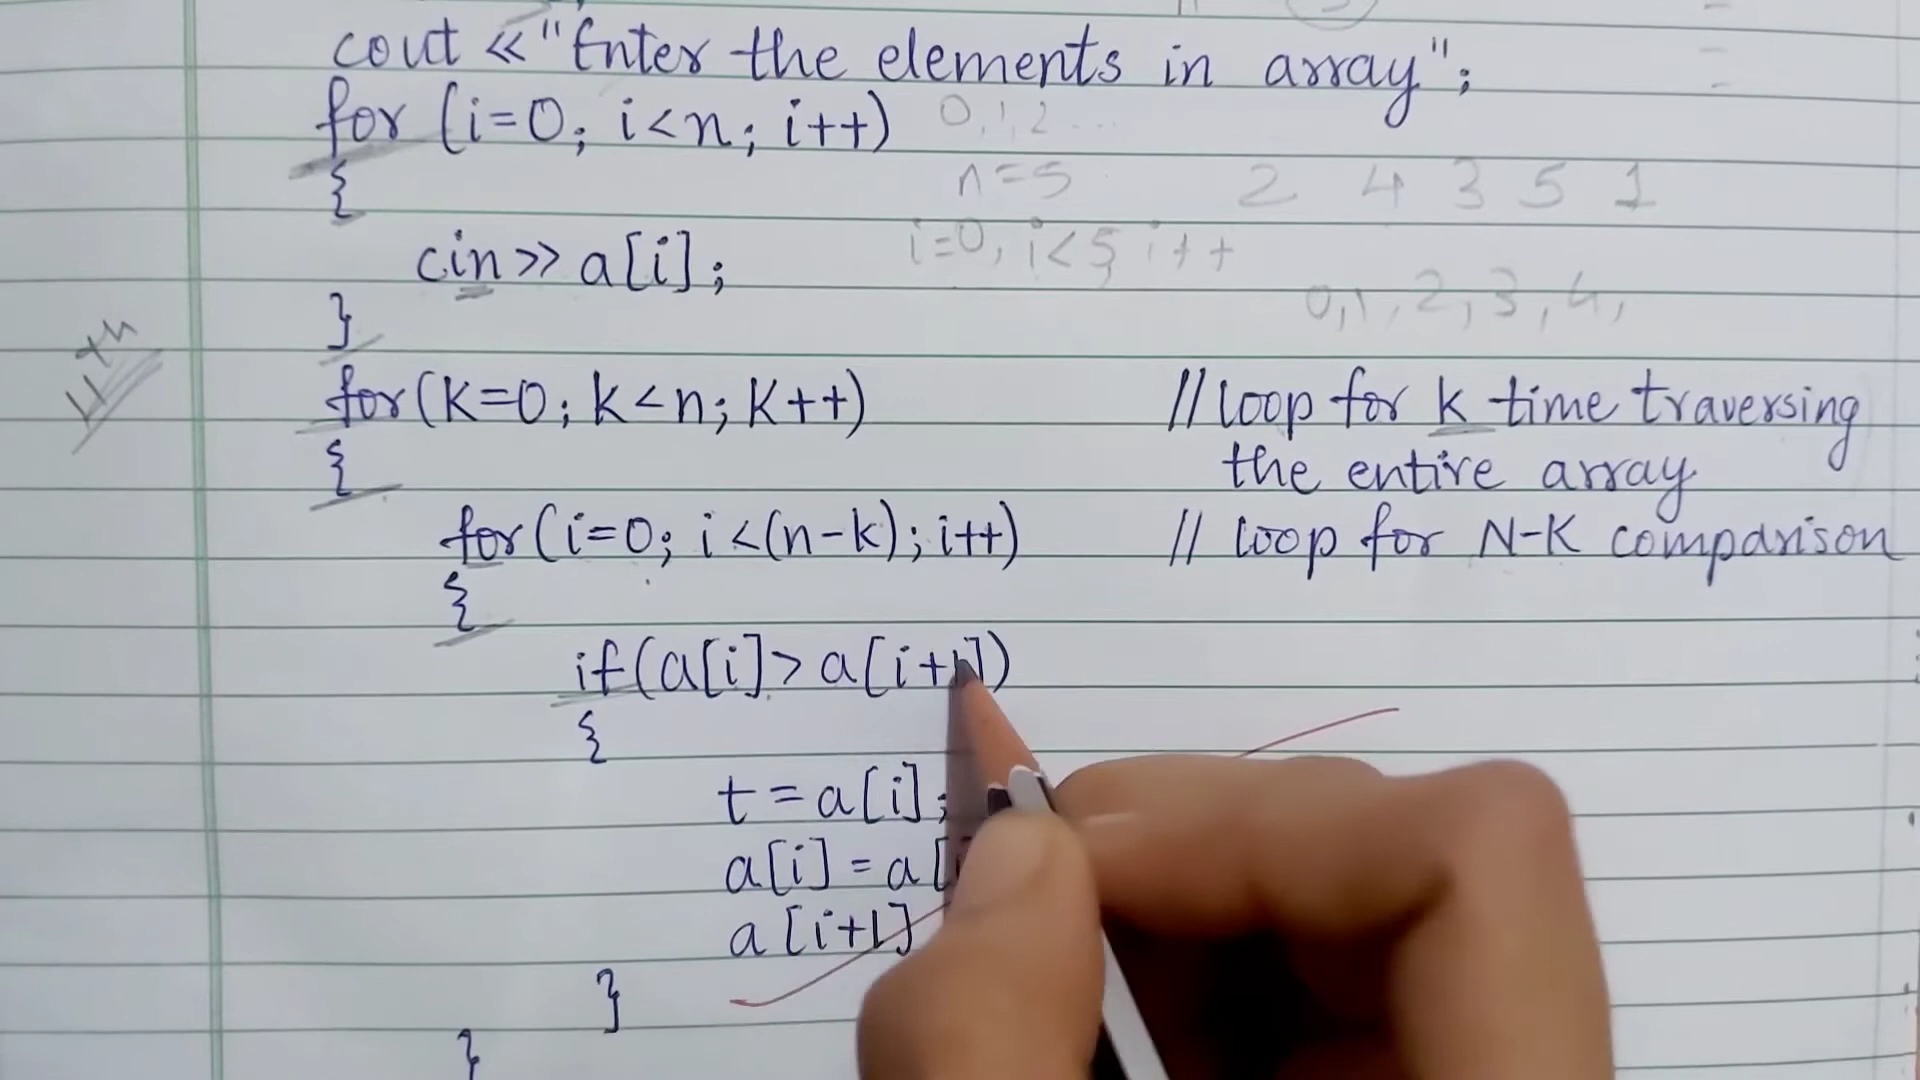 cout << "Enter the elements in array";
for (i=0; i<n; i++) 0,1,2...
{
n=5 2 4 3 5 1
cin >> a[i]; i=0, i<5; i++
0,1,2,3,4,
}
4th
for(K=0; k<n; K++) // loop for k time traversing
{ the entire array
for(i=0; i<(n-k); i++) // loop for N-K comparison
{
if(a[i]> a[i+1])
{
t = a[i];
a[i] = a[i
a[i+1]
}
}